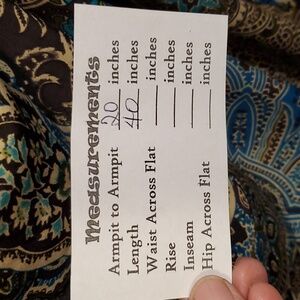 Measurements
Armpit to Armpit 20 inches
Length 40 inches
Waist Across Flat ___ inches
Rise ___ inches
Inseam ___ inches
Hip Across Flat ___ inches